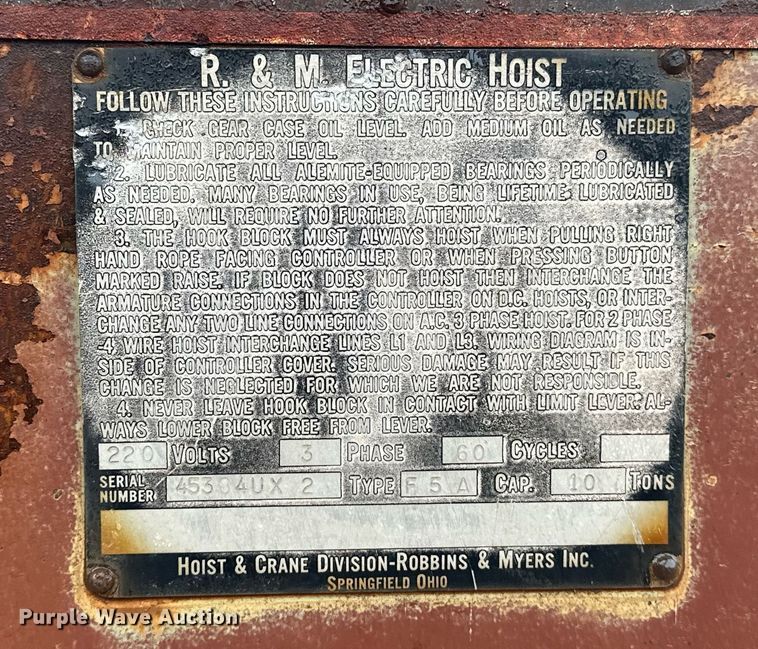 R. & M. ELECTRIC HOIST
FOLLOW THESE INSTRUCTIONS CAREFULLY BEFORE OPERATING
1. CHECK GEAR CASE OIL LEVEL. ADD MEDIUM OIL AS NEEDED
TO MAINTAIN PROPER LEVEL.
2. LUBRICATE ALL ALEMITE-EQUIPPED BEARINGS PERIODICALLY
AS NEEDED. MANY BEARINGS IN USE, BEING LIFETIME LUBRICATED
& SEALED, WILL REQUIRE NO FURTHER ATTENTION.
3. THE HOOK BLOCK MUST ALWAYS HOIST WHEN PULLING RIGHT
HAND ROPE FACING CONTROLLER OR WHEN PRESSING BUTTON
MARKED RAISE. IF BLOCK DOES NOT HOIST THEN INTERCHANGE THE
ARMATURE CONNECTIONS IN THE CONTROLLER ON D.C. HOISTS, OR INTER-
CHANGE ANY TWO LINE CONNECTIONS ON A.C. 3 PHASE HOIST. FOR 2 PHASE
-4 WIRE HOIST INTERCHANGE LINES L1 AND L3. WIRING DIAGRAM IS IN-
SIDE OF CONTROLLER COVER. SERIOUS DAMAGE MAY RESULT IF THIS
CHANGE IS NEGLECTED FOR WHICH WE ARE NOT RESPONSIBLE.
4. NEVER LEAVE HOOK BLOCK IN CONTACT WITH LIMIT LEVER. AL-
WAYS LOWER BLOCK FREE FROM LEVER.
220 VOLTS 3 PHASE 60 CYCLES
SERIAL NUMBER TYPE F 5 A CAP. 10 TONS
HOIST & CRANE DIVISION-ROBBINS & MYERS INC.
SPRINGFIELD OHIO
Purple Wave Auction